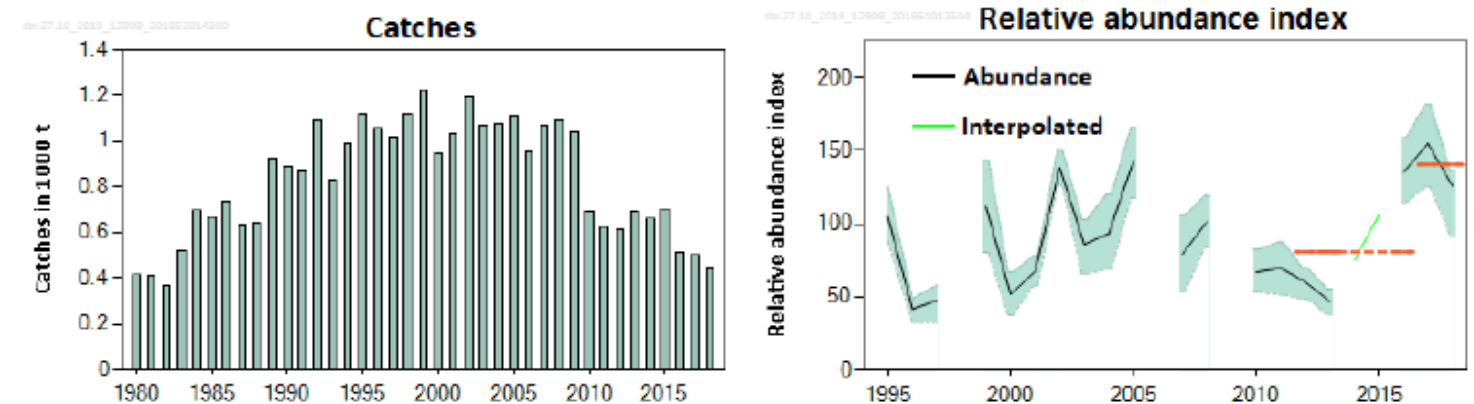 Catches
Catches in 1000 t
1.4
1.2
1
0.8
0.6
0.4
0.2
0
1980 1985 1990 1995 2000 2005 2010 2015
Relative abundance index
Relative abundance index
200
150
100
50
0
Abundance
Interpolated
1995 2000 2005 2010 2015